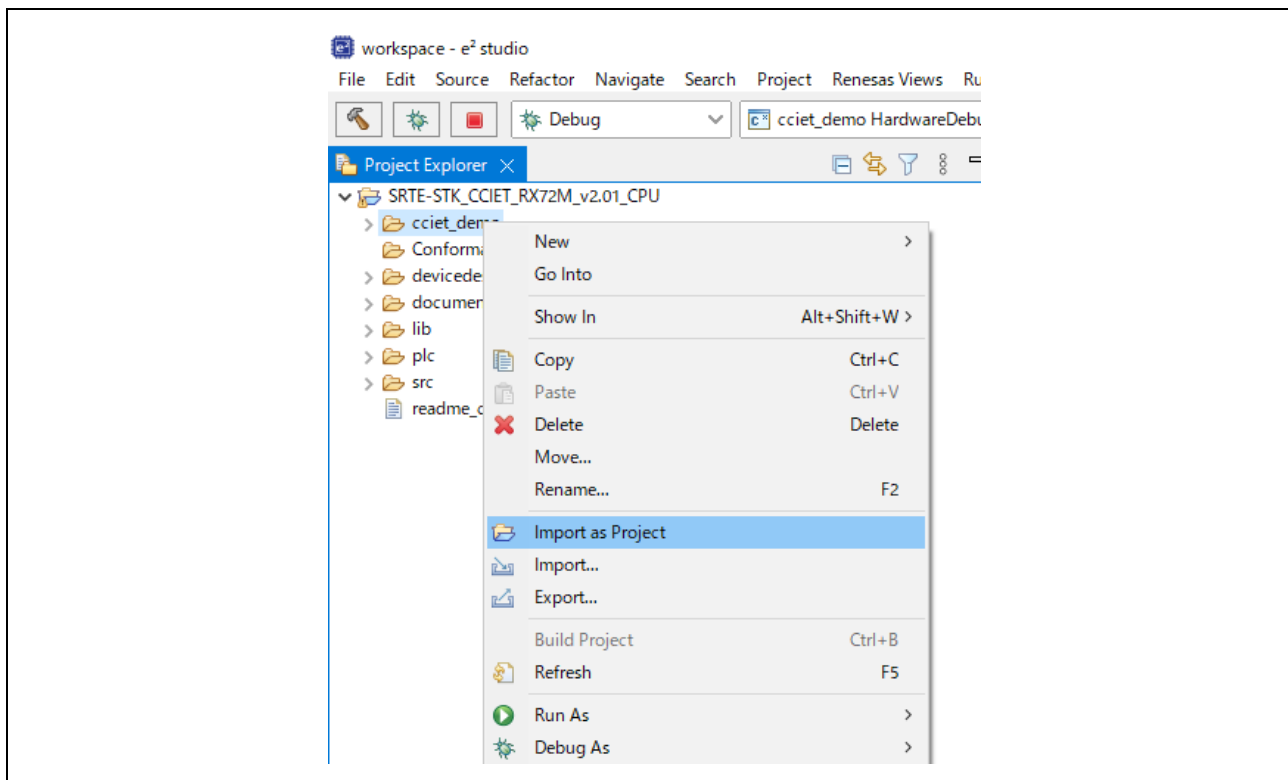 workspace - e² studio
File Edit Source Refactor Navigate Search Project Renesas Views Ru
Debug cciet_demo HardwareDebu
Project Explorer
SRTE-STK_CCIET_RX72M_v2.01_CPU
cciet_demo
Conforma
devicede
documen
lib
plc
src
readme_c
New
Go Into
Show In Alt+Shift+W >
Copy Ctrl+C
Paste Ctrl+V
Delete Delete
Move...
Rename... F2
Import as Project
Import...
Export...
Build Project Ctrl+B
Refresh F5
Run As
Debug As